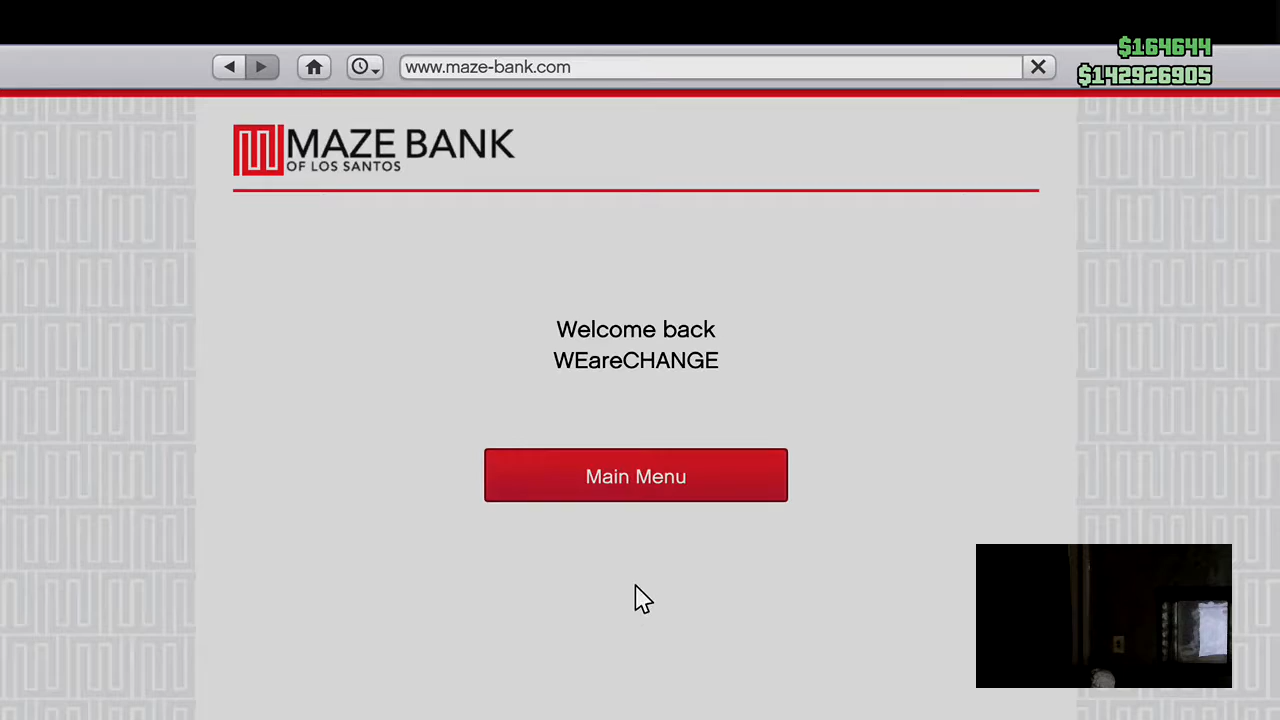 $164644
www.maze-bank.com
$142926905
MAZE BANK
OF LOS SANTOS
Welcome back
WEareCHANGE
Main Menu